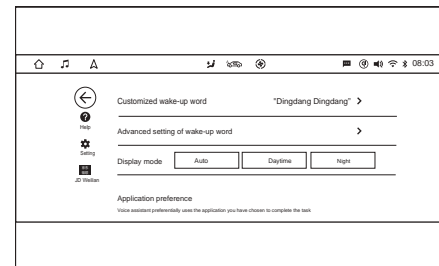 08:03
Customized wake-up word "Dingdang Dingdang"
Help
Advanced setting of wake-up word
Setting
Display mode Auto Daytime Night
JD Weilian
Application preference
Voice assistant preferentially uses the application you have chosen to complete the task